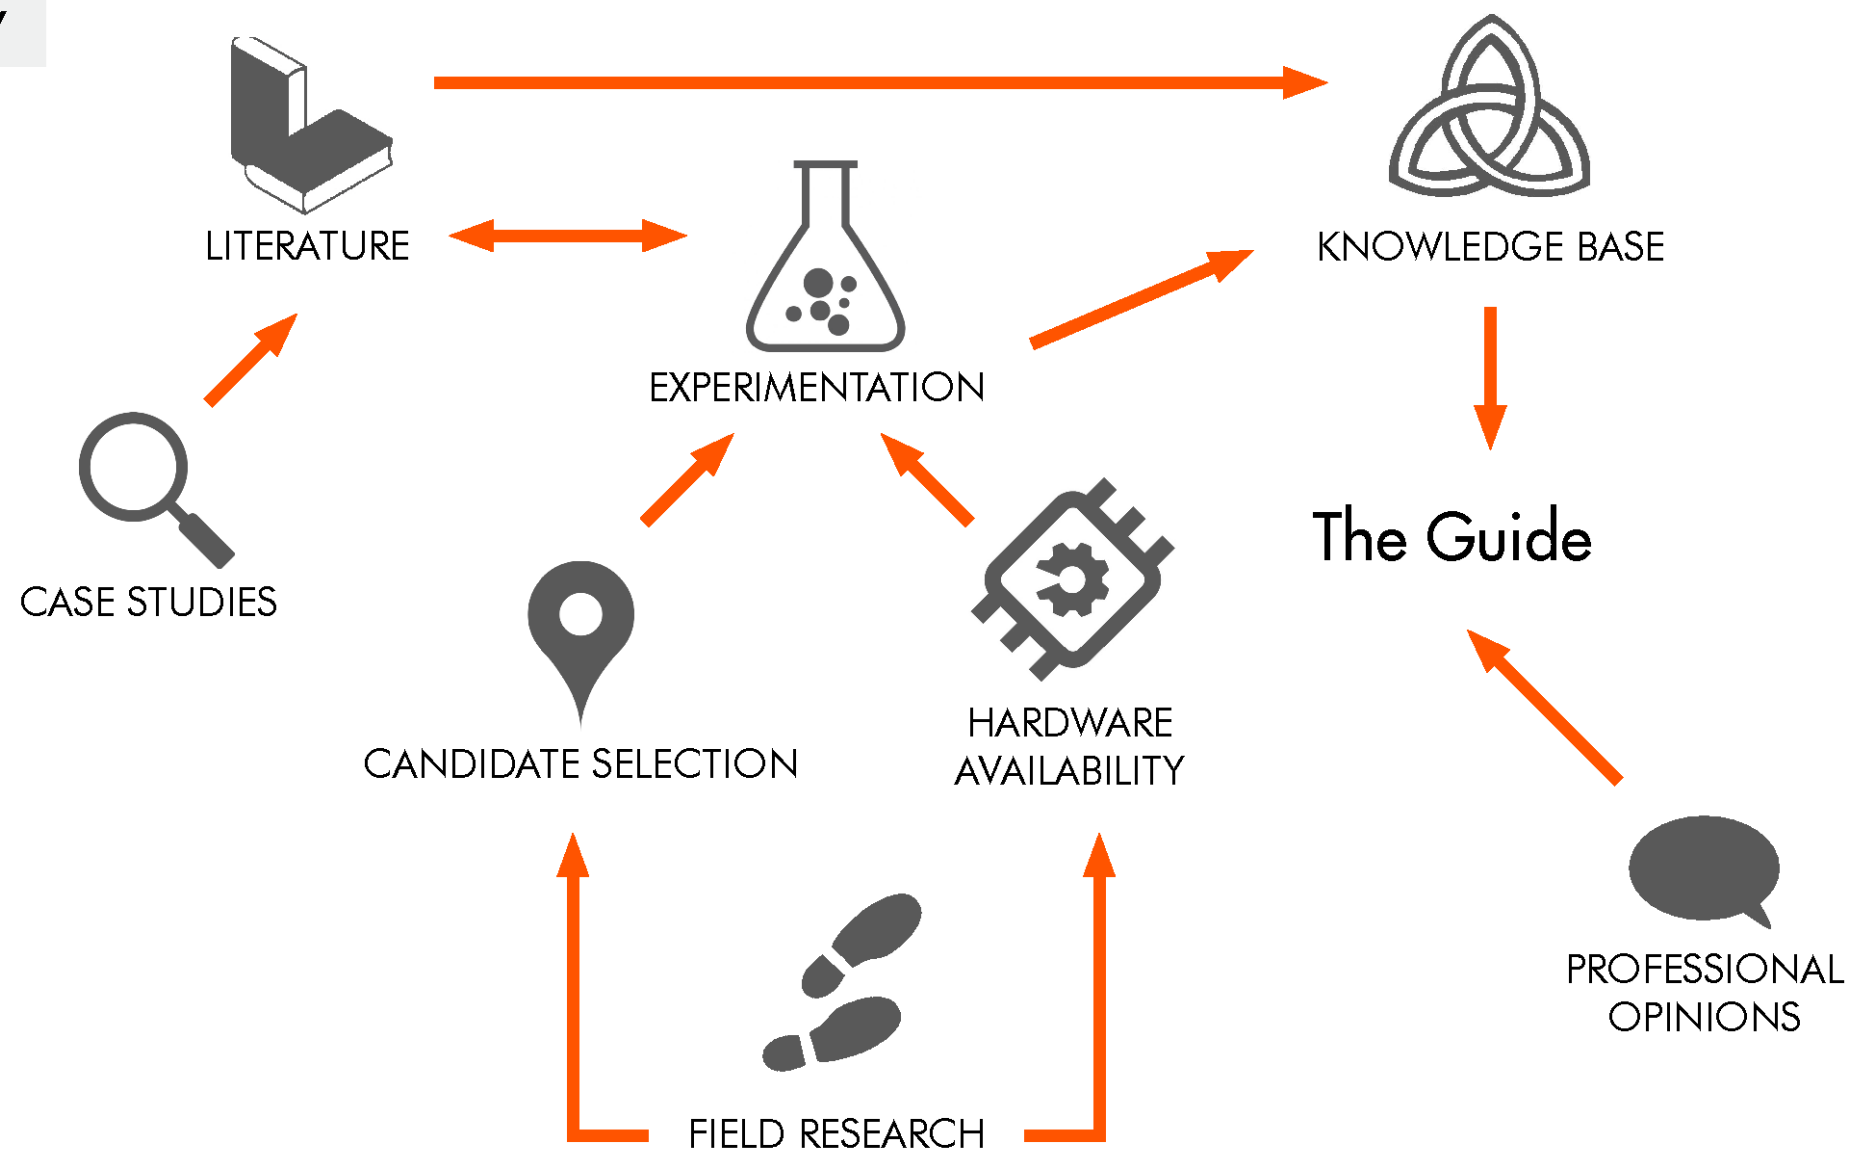 LITERATURE
KNOWLEDGE BASE
EXPERIMENTATION
The Guide
CASE STUDIES
HARDWARE
AVAILABILITY
CANDIDATE SELECTION
PROFESSIONAL
OPINIONS
FIELD RESEARCH